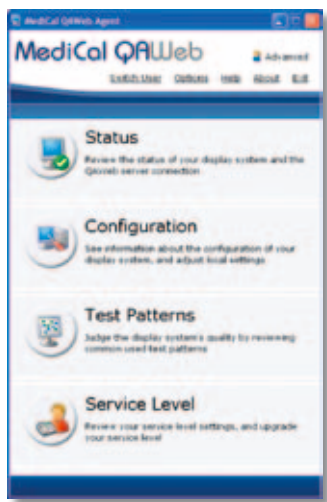 MediCal QAWeb Agent
MediCal QAWeb
Advanced
Switch User Options Help About Exit
Status
Review the status of your display system and the
QAweb server connection
Configuration
See information about the configuration of your
display system, and adjust local settings
Test Patterns
Judge the display system's quality by reviewing
common used test patterns
Service Level
Review your service level settings, and upgrade
your service level